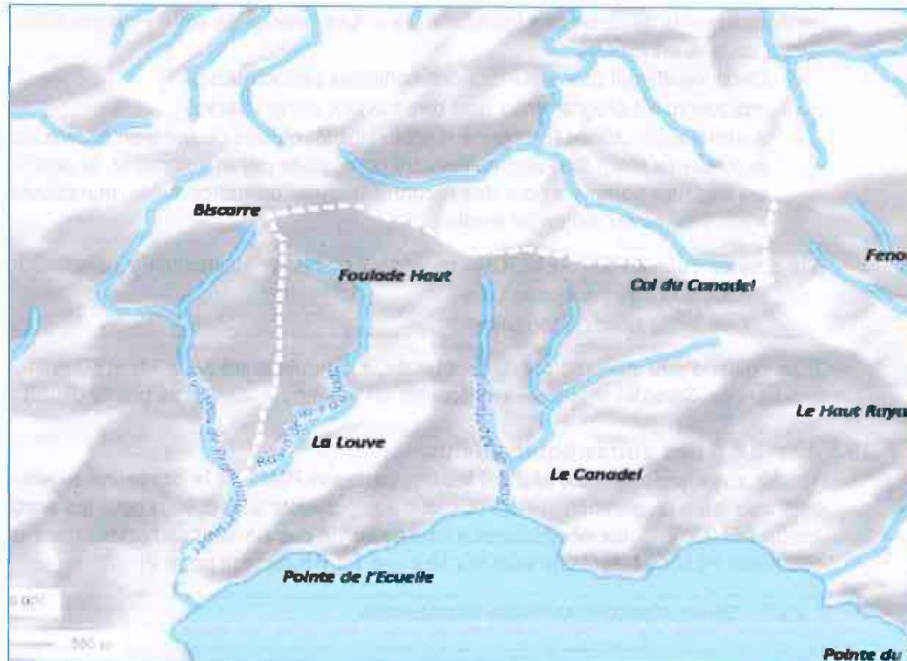 Biscarre
Fenou
Foulade Haut
Col du Canadel
Le Haut Raya
La Louve
Le Canadel
Pointe de l'Ecuelle
500 m
Pointe du